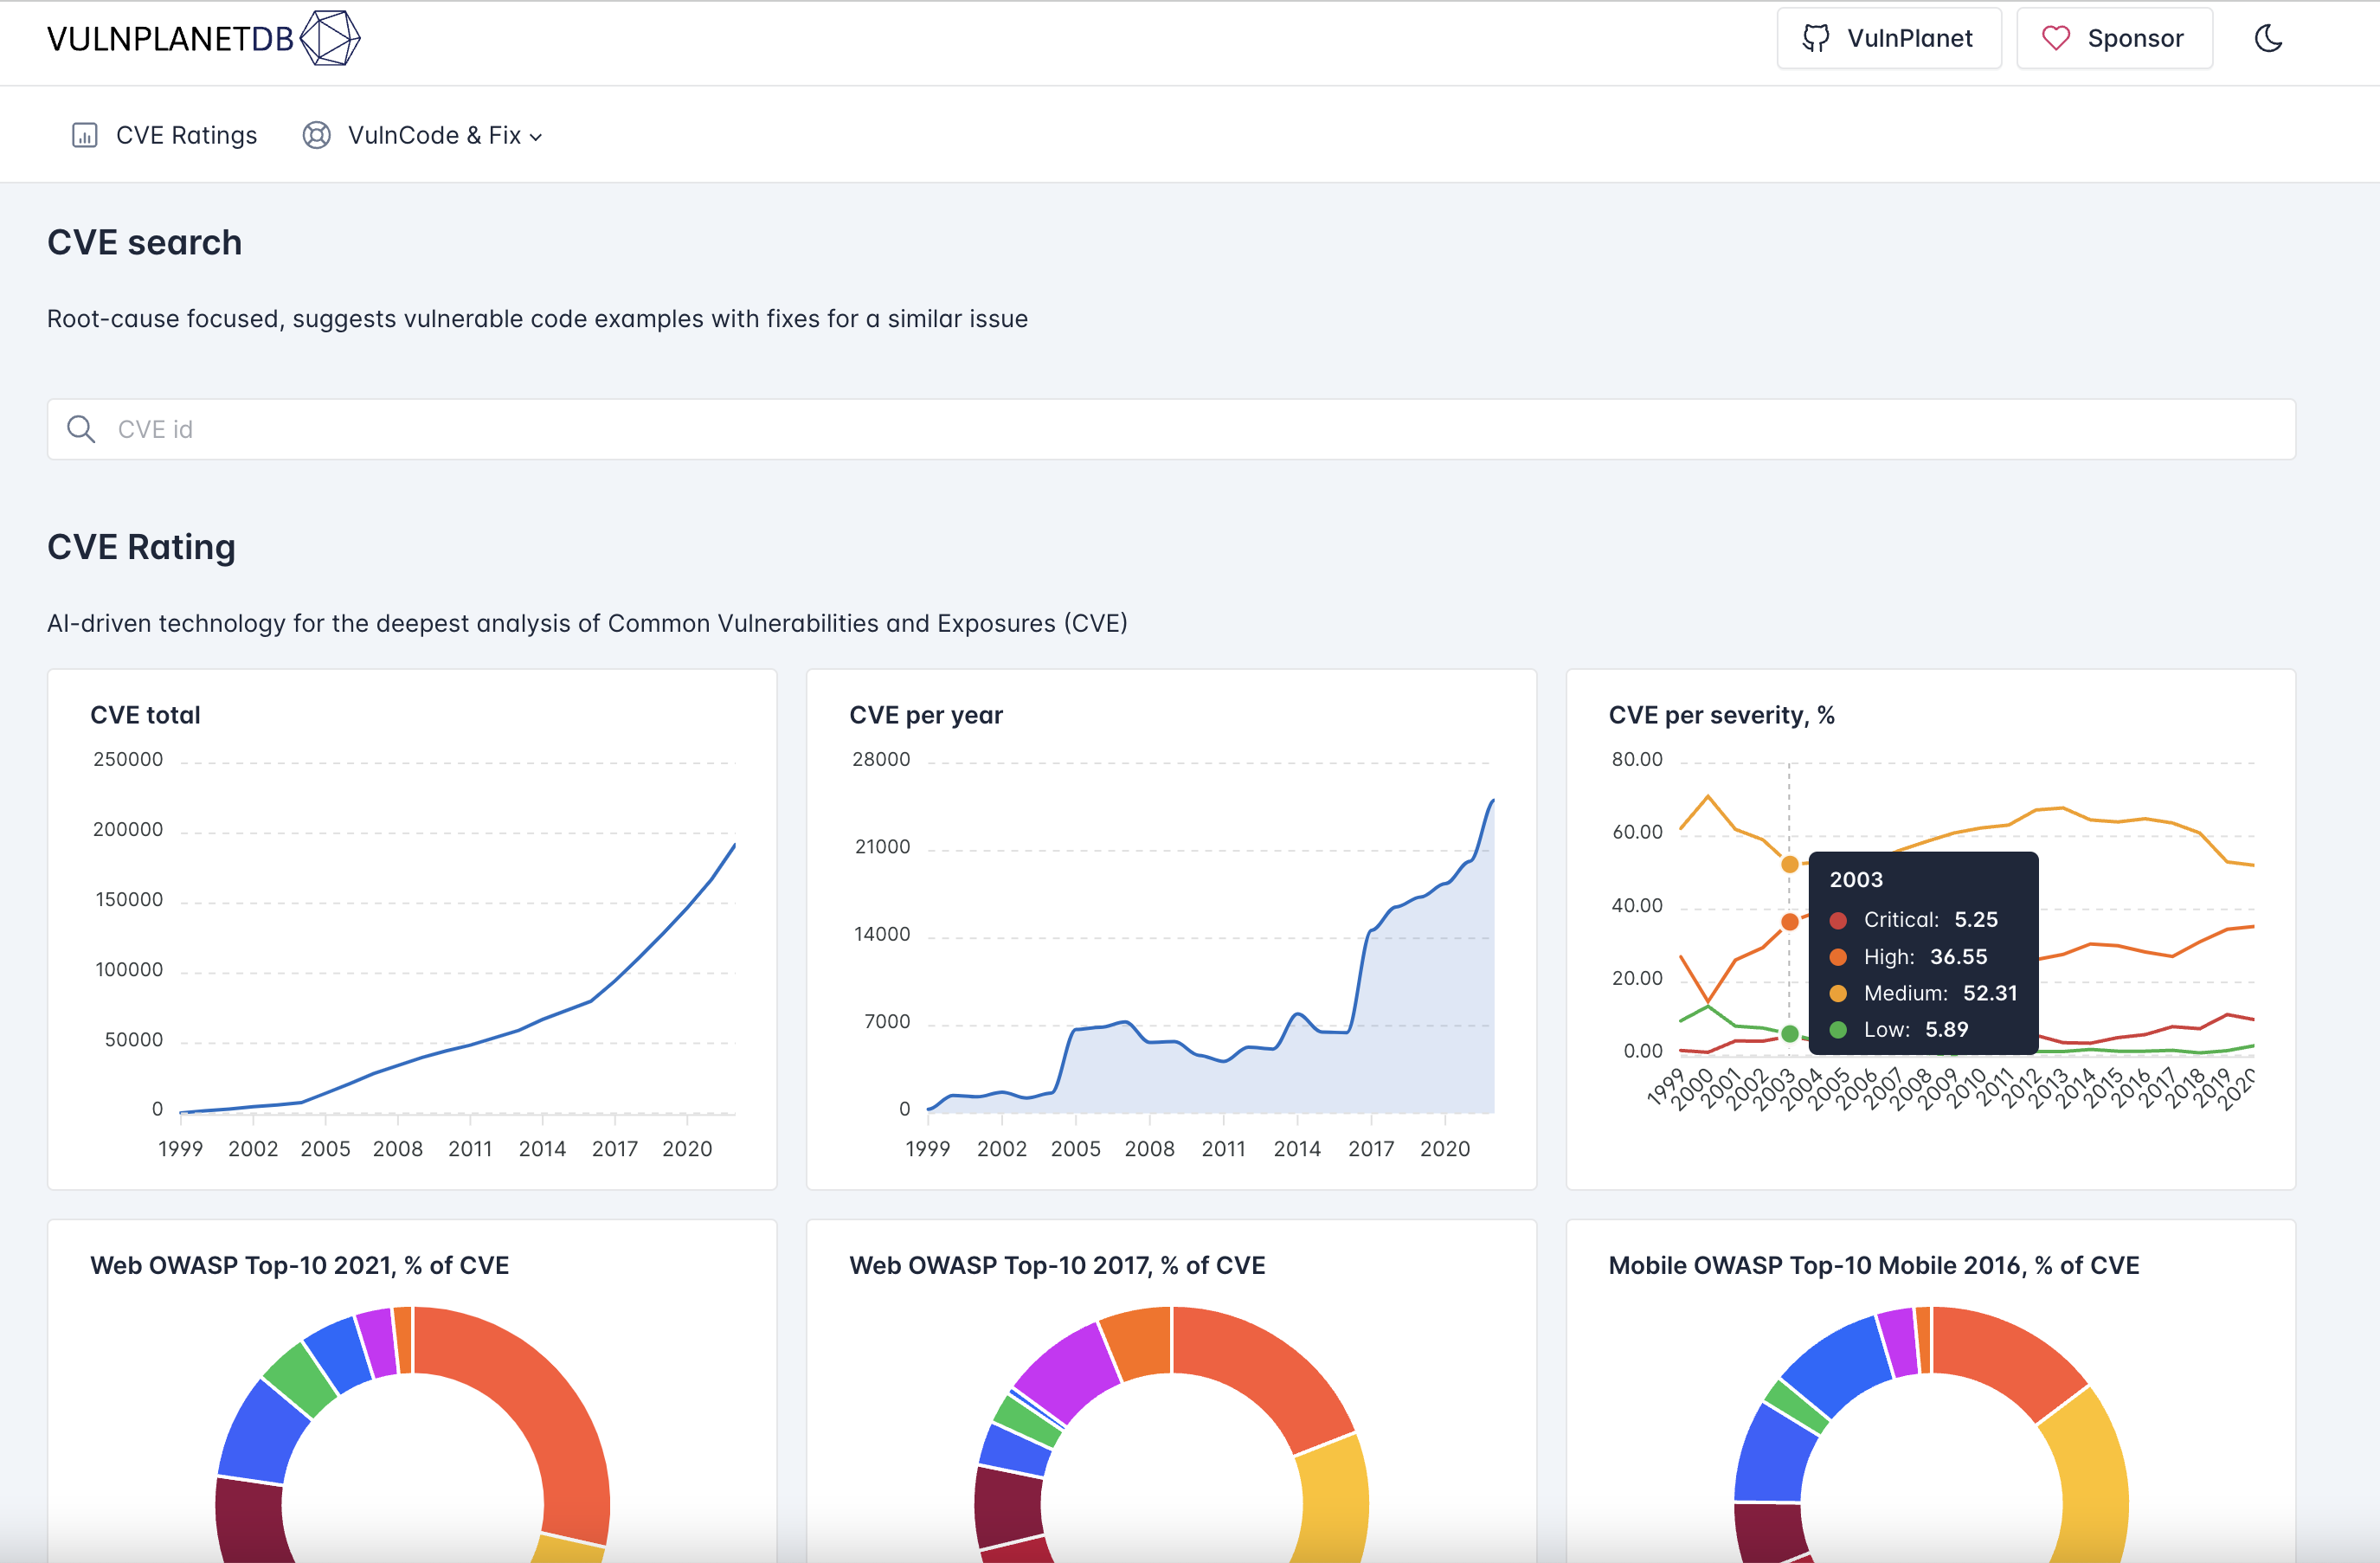 VULNPLANETDB
VulnPlanet
Sponsor
CVE Ratings
VulnCode & Fix
CVE search
Root-cause focused, suggests vulnerable code examples with fixes for a similar issue
CVE id
CVE Rating
AI-driven technology for the deepest analysis of Common Vulnerabilities and Exposures (CVE)
CVE total
250000
200000
150000
100000
50000
0
1999 2002 2005 2008 2011 2014 2017 2020
CVE per year
28000
21000
14000
7000
0
1999 2002 2005 2008 2011 2014 2017 2020
CVE per severity, %
80.00
60.00
40.00
20.00
0.00
2003
Critical: 5.25
High: 36.55
Medium: 52.31
Low: 5.89
1999 2000 2001 2002 2003 2004 2005 2006 2007 2008 2009 2010 2011 2012 2013 2014 2015 2016 2017 2018 2019 2020
Web OWASP Top-10 2021, % of CVE
Web OWASP Top-10 2017, % of CVE
Mobile OWASP Top-10 Mobile 2016, % of CVE